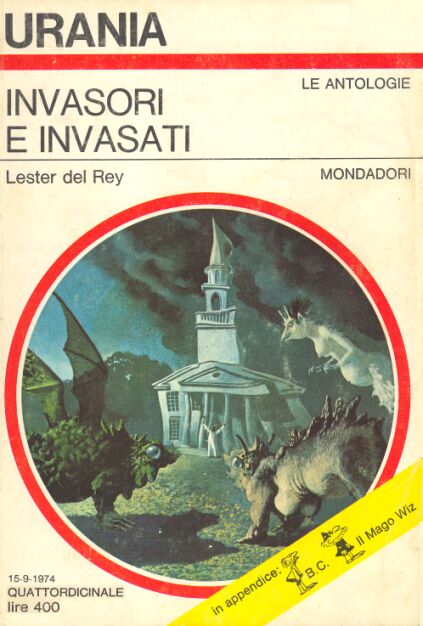 URANIA
LE ANTOLOGIE
INVASORI
E INVASATI
Lester del Rey
MONDADORI
15-9-1974
QUATTORDICINALE
lire 400
in appendice:
B.C.
Il Mago Wiz